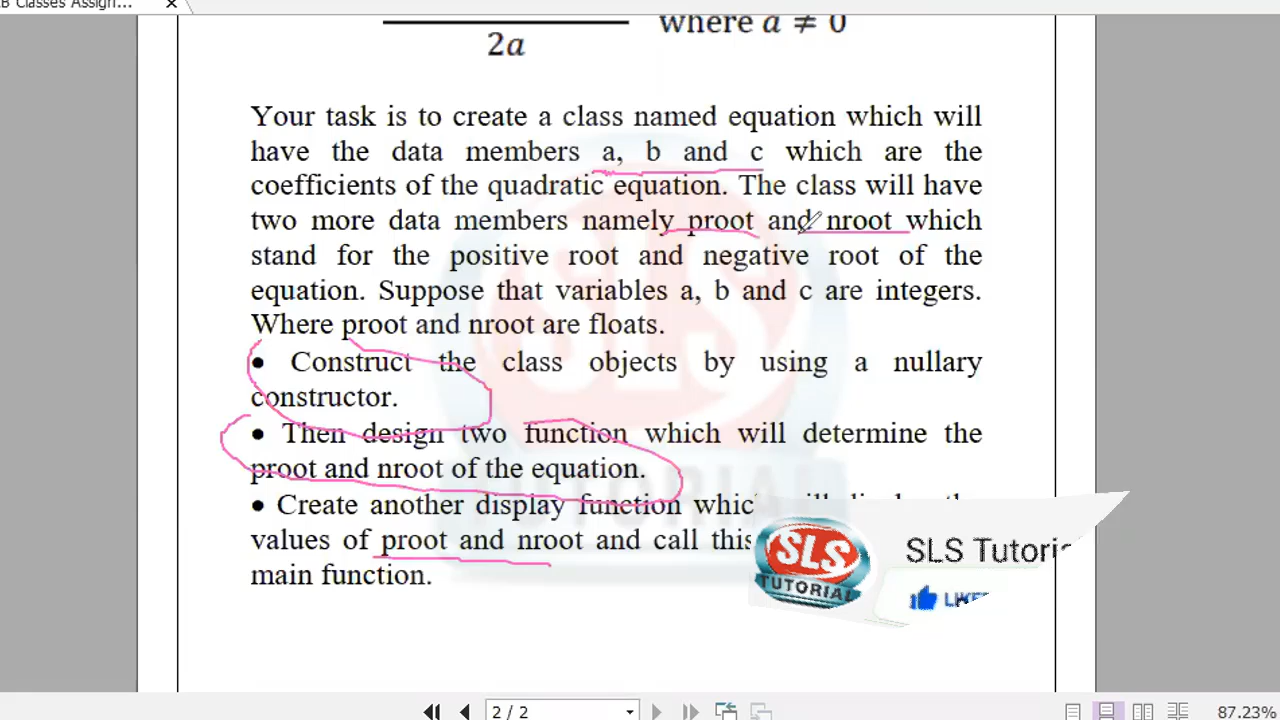 B Classes Assign... ×
where a ≠ 0
2a
Your task is to create a class named equation which will
have the data members a, b and c which are the
coefficients of the quadratic equation. The class will have
two more data members namely proot and nroot which
stand for the positive root and negative root of the
equation. Suppose that variables a, b and c are integers.
Where proot and nroot are floats.
• Construct the class objects by using a nullary
constructor.
• Then design two function which will determine the
proot and nroot of the equation.
• Create another display function
values of proot and nroot and call this
main function.
SLS
TUTORIAL
SLS
LIKE
TUTORIAL
2 / 2
87.23%